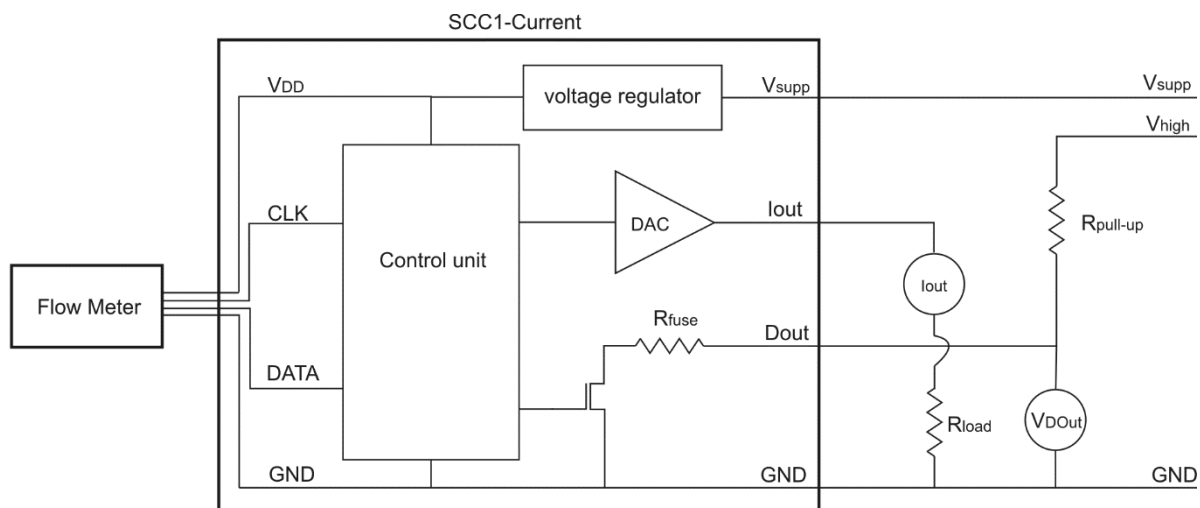 SCC1-Current
VDD
voltage regulator
Vsupp
Vsupp
Vhigh
CLK
DAC
Iout
Rpull-up
Control unit
Iout
Flow Meter
Rfuse
Dout
DATA
Rload
VDOut
GND
GND
GND